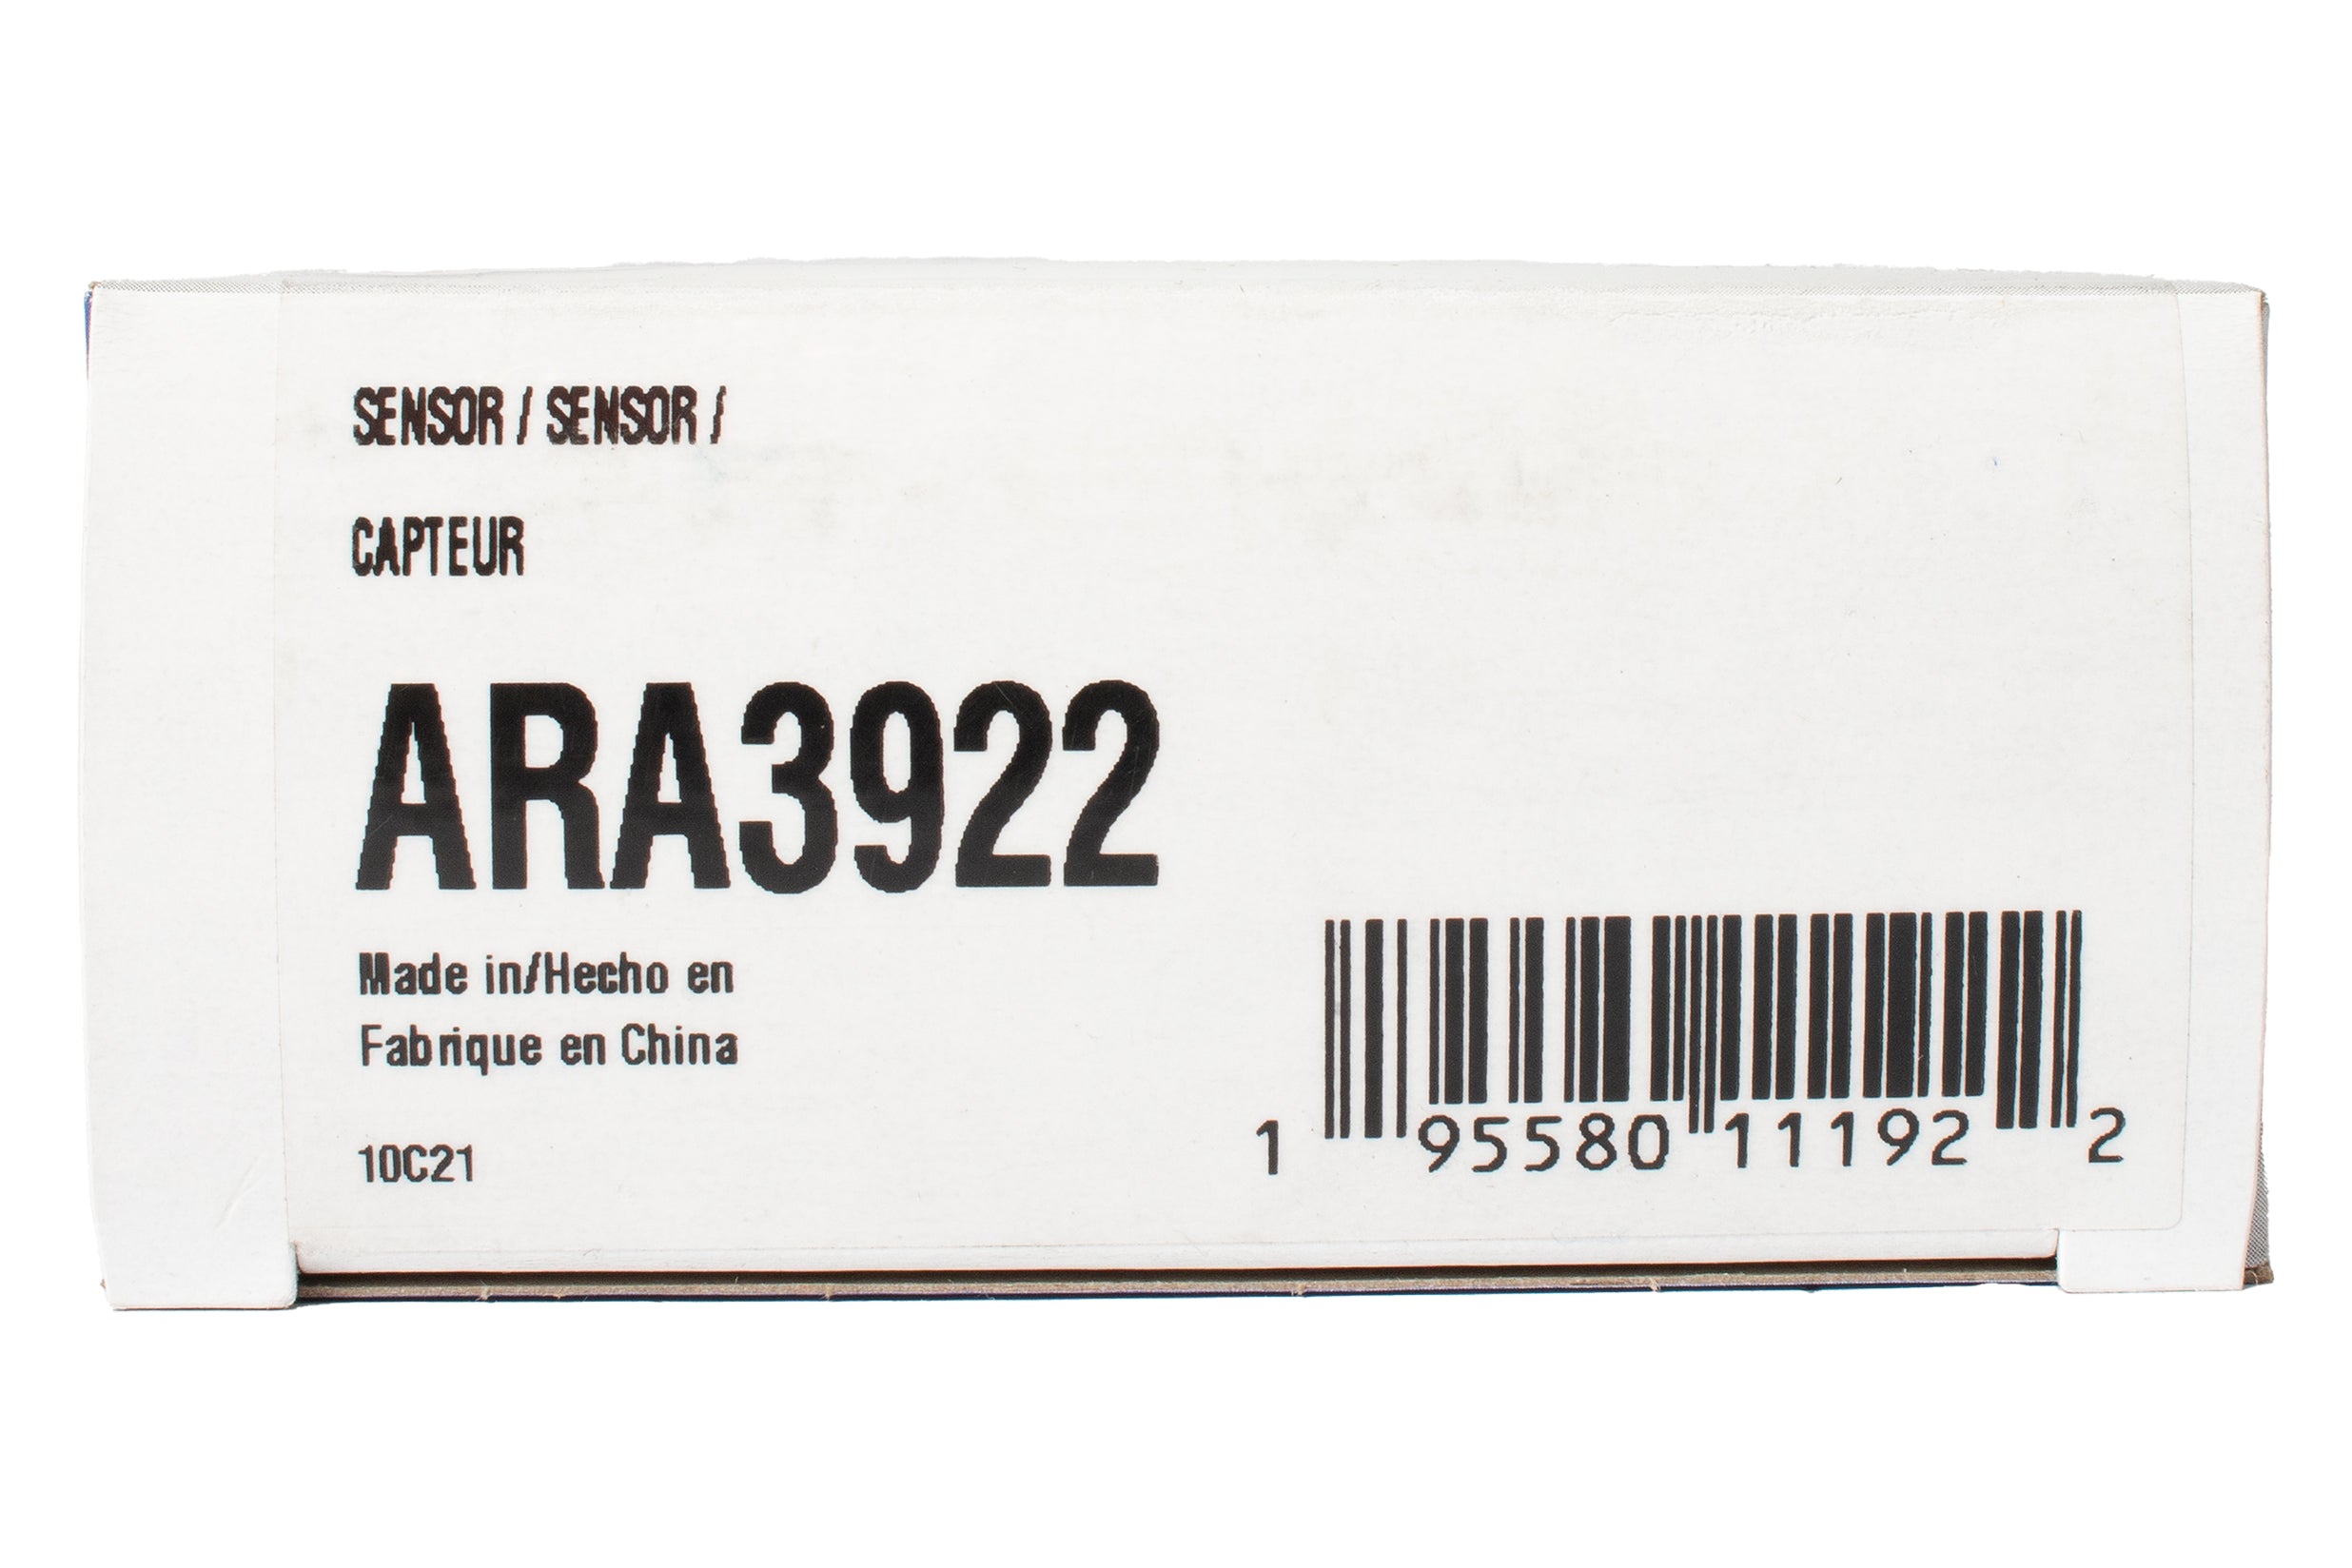 SENSOR / SENSOR /
CAPTEUR
ARA3922
Made in/Hecho en
Fabrique en China
10C21
1 95580 11192 2